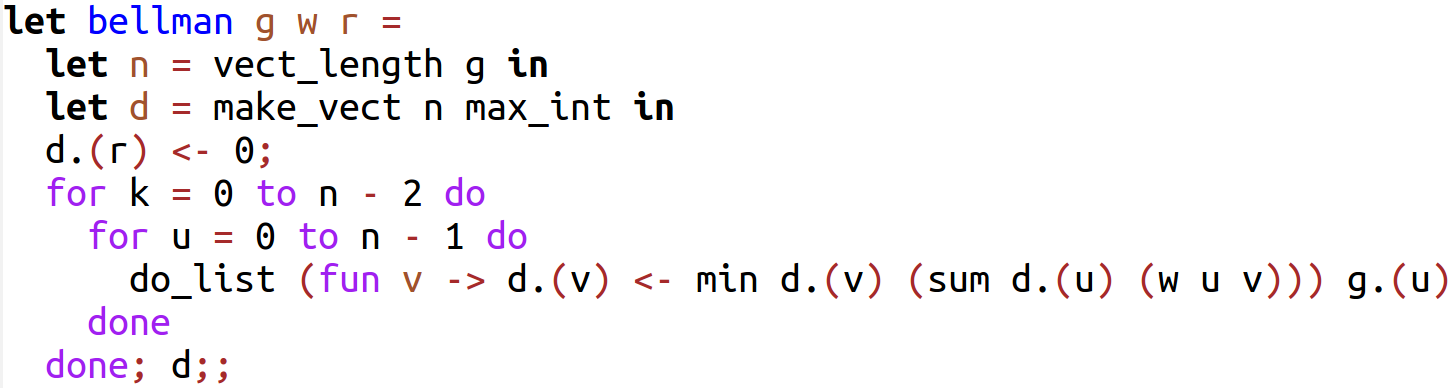 let bellman g w r =
  let n = vect_length g in
  let d = make_vect n max_int in
  d.(r) <- 0;
  for k = 0 to n - 2 do
    for u = 0 to n - 1 do
      do_list (fun v -> d.(v) <- min d.(v) (sum d.(u) (w u v))) g.(u)
    done
  done; d;;